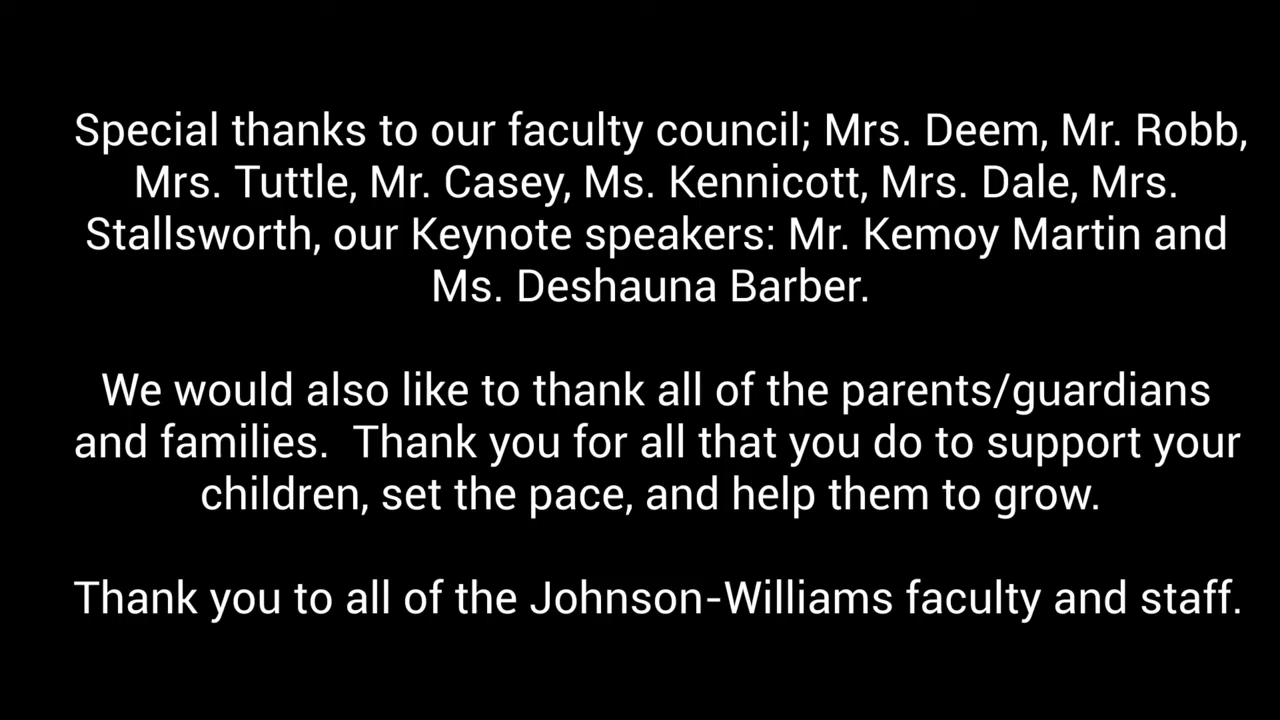 Special thanks to our faculty council; Mrs. Deem, Mr. Robb,
Mrs. Tuttle, Mr. Casey, Ms. Kennicott, Mrs. Dale, Mrs.
Stallsworth, our Keynote speakers: Mr. Kemoy Martin and
Ms. Deshauna Barber.
We would also like to thank all of the parents/guardians
and families.  Thank you for all that you do to support your
children, set the pace, and help them to grow.
Thank you to all of the Johnson-Williams faculty and staff.